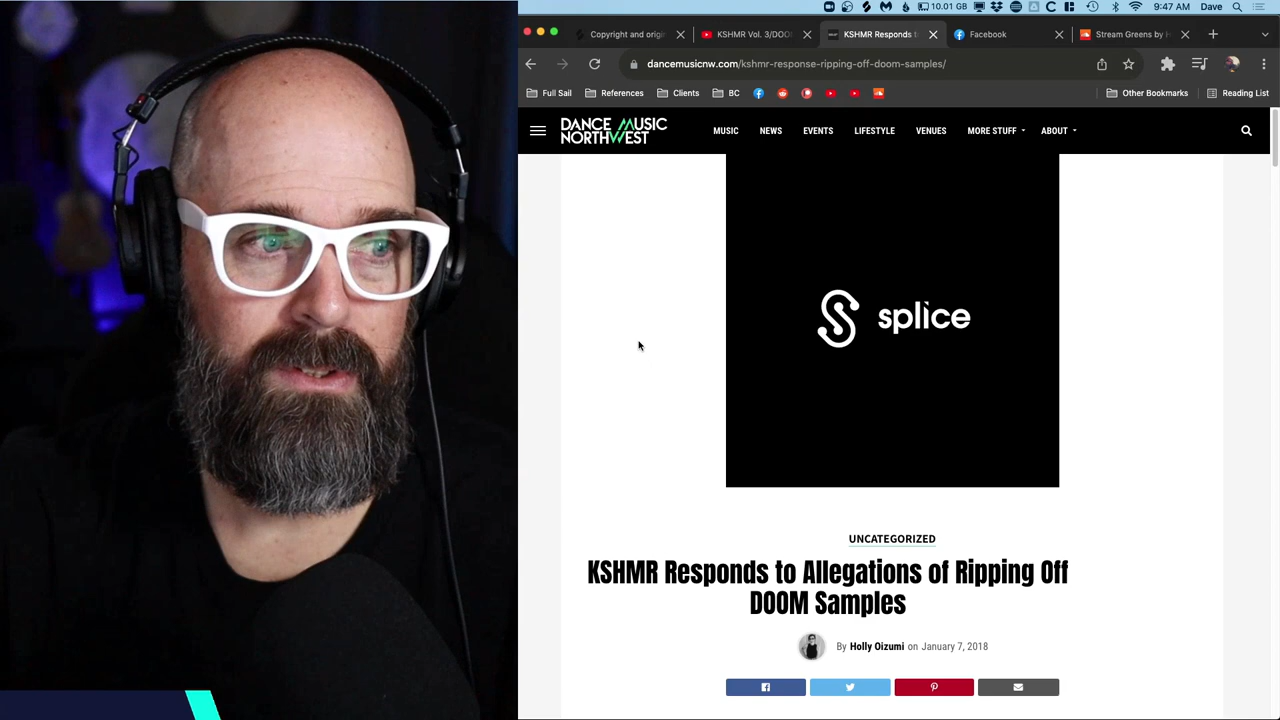 10.01 GB
9:47 AM
Dave
Copyright and origin
KSHMR Vol. 3/DOOM
KSHMR Responds t
Facebook
Stream Greens by H
dancemusicnw.com/kshmr-response-ripping-off-doom-samples/
Full Sail
References
Clients
BC
Other Bookmarks
Reading List
DANCE MUSIC
NORTHWEST
MUSIC
NEWS
EVENTS
LIFESTYLE
VENUES
MORE STUFF
ABOUT
splice
UNCATEGORIZED
KSHMR Responds to Allegations of Ripping Off
DOOM Samples
By Holly Oizumi on January 7, 2018